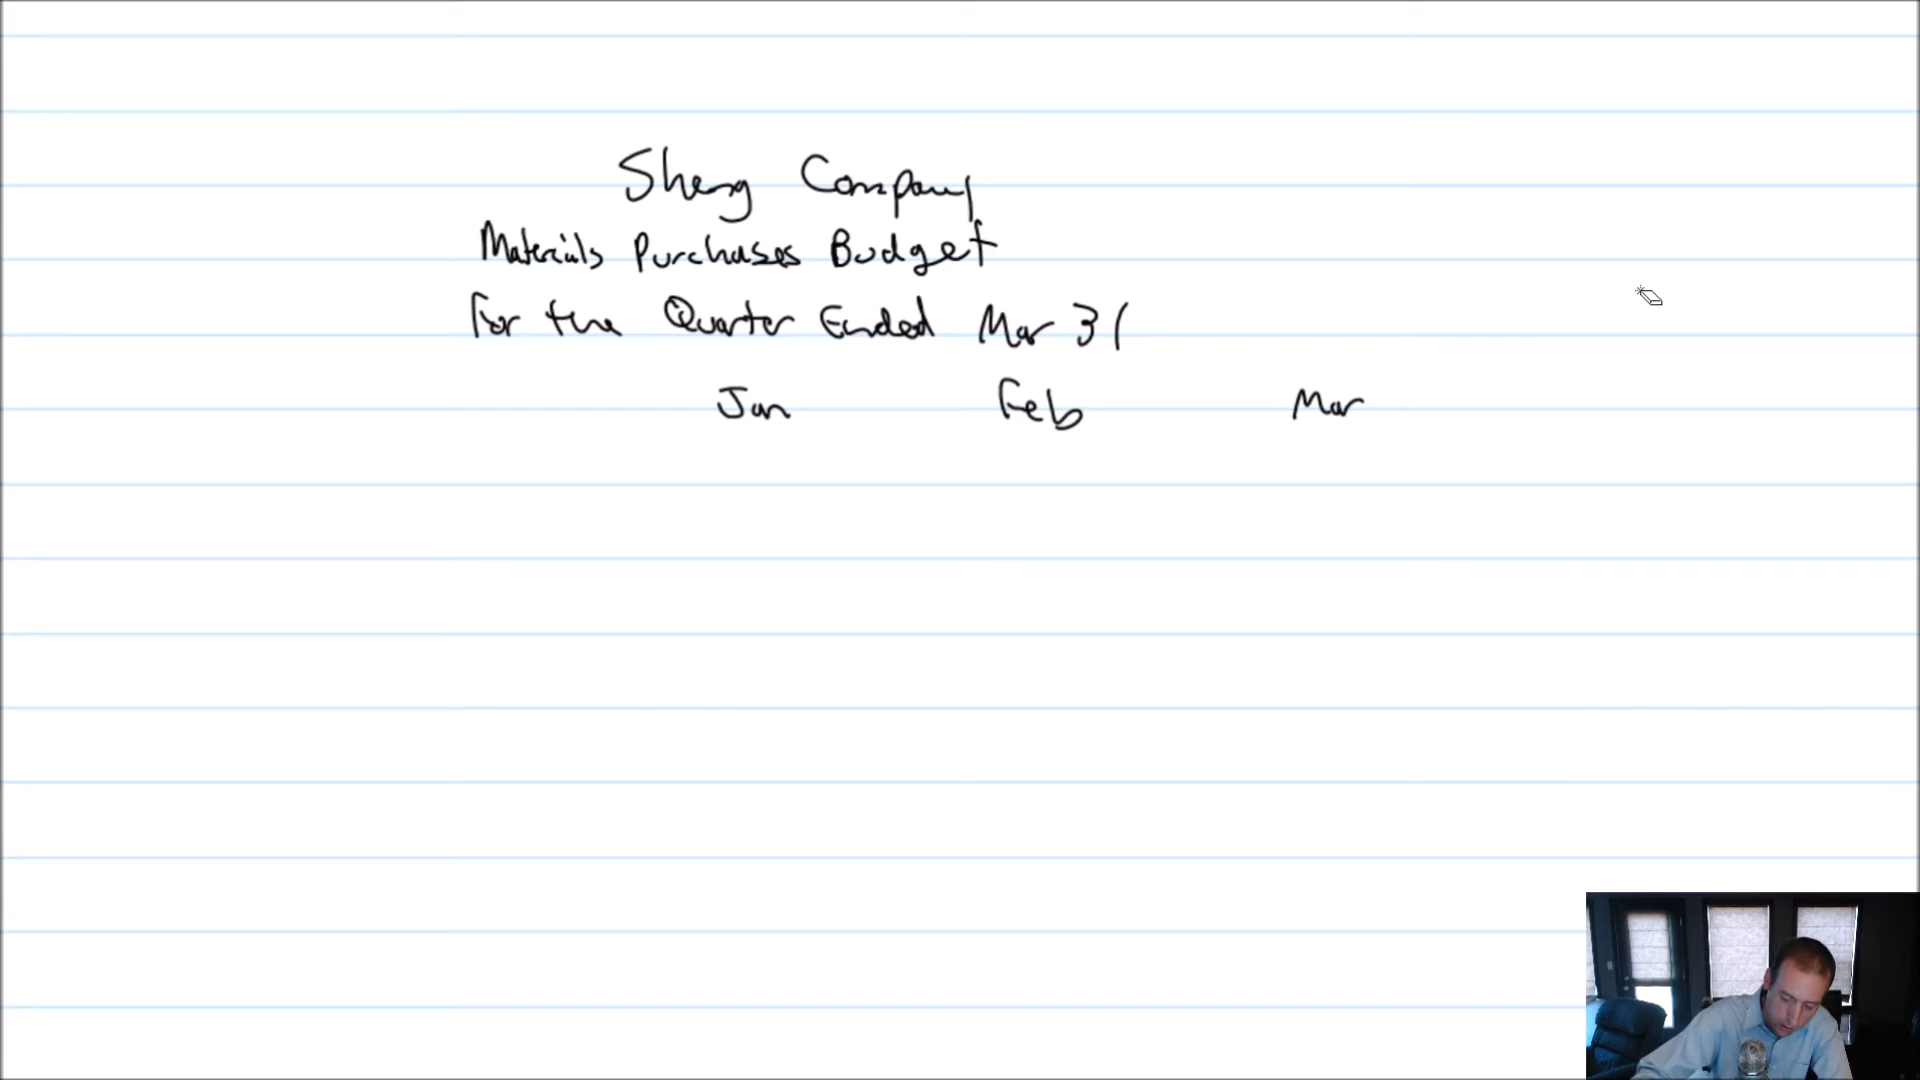 Sheng Company
Materials Purchases Budget
For the Quarter Ended Mar 31
Jan Feb Mar